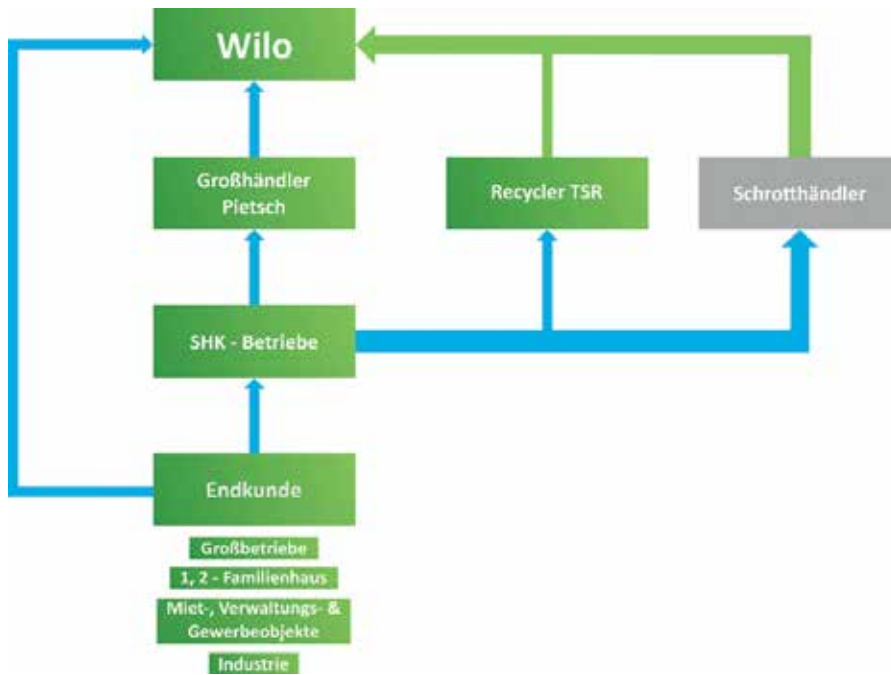 Wilo
Großhändler
Pietsch
Recycler TSR
Schrotthändler
SHK - Betriebe
Endkunde
Großbetriebe
1, 2 - Familienhaus
Miet-, Verwaltungs- &
Gewerbeobjekte
Industrie